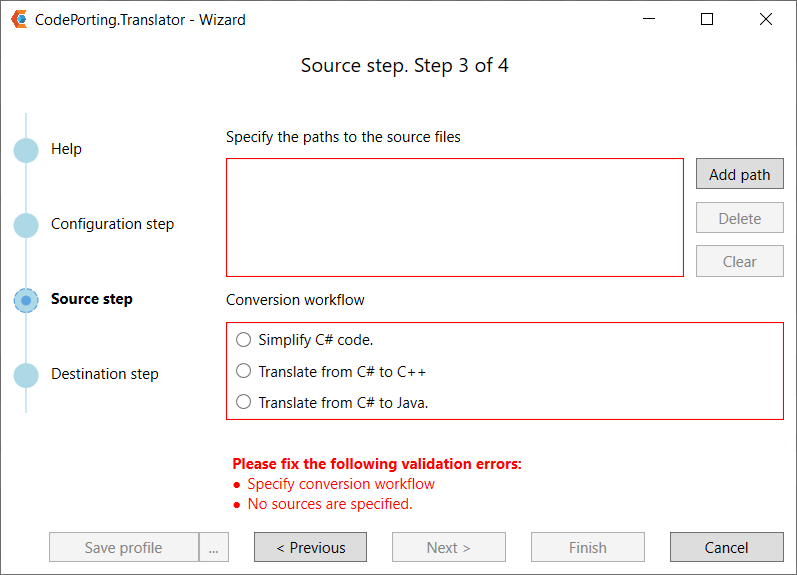 CodePorting.Translator - Wizard
Source step. Step 3 of 4
Help
Configuration step
Source step
Destination step
Specify the paths to the source files
Add path
Delete
Clear
Conversion workflow
Simplify C# code.
Translate from C# to C++
Translate from C# to Java.
Please fix the following validation errors:
● Specify conversion workflow
● No sources are specified.
Save profile
...
< Previous
Next >
Finish
Cancel